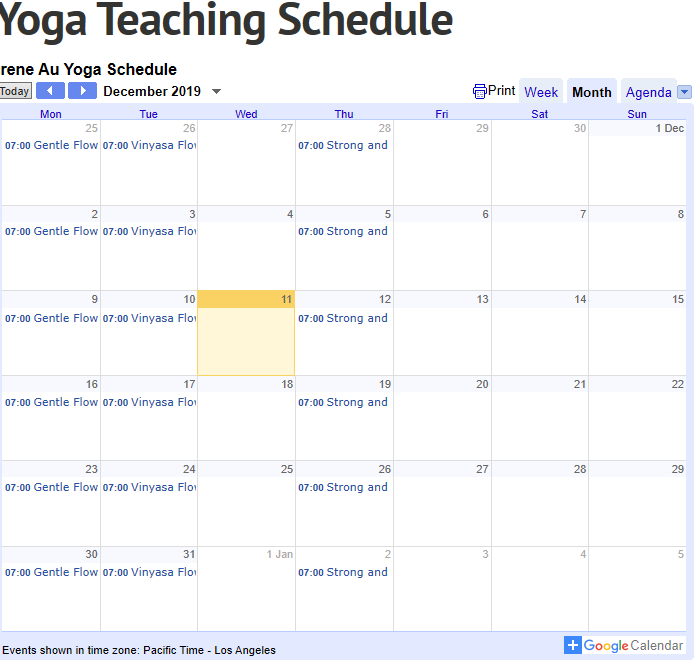 Yoga Teaching Schedule
rene Au Yoga Schedule
Today December 2019 Print Week Month Agenda
Mon Tue Wed Thu Fri Sat Sun
25 26 27 28 29 30 1 Dec
07:00 Gentle Flow 07:00 Vinyasa Flo 07:00 Strong and
2 3 4 5 6 7 8
07:00 Gentle Flow 07:00 Vinyasa Flo 07:00 Strong and
9 10 11 12 13 14 15
07:00 Gentle Flow 07:00 Vinyasa Flo 07:00 Strong and
16 17 18 19 20 21 22
07:00 Gentle Flow 07:00 Vinyasa Flo 07:00 Strong and
23 24 25 26 27 28 29
07:00 Gentle Flow 07:00 Vinyasa Flo 07:00 Strong and
30 31 1 Jan 2 3 4 5
07:00 Gentle Flow 07:00 Vinyasa Flo 07:00 Strong and
Events shown in time zone: Pacific Time - Los Angeles
Google Calendar